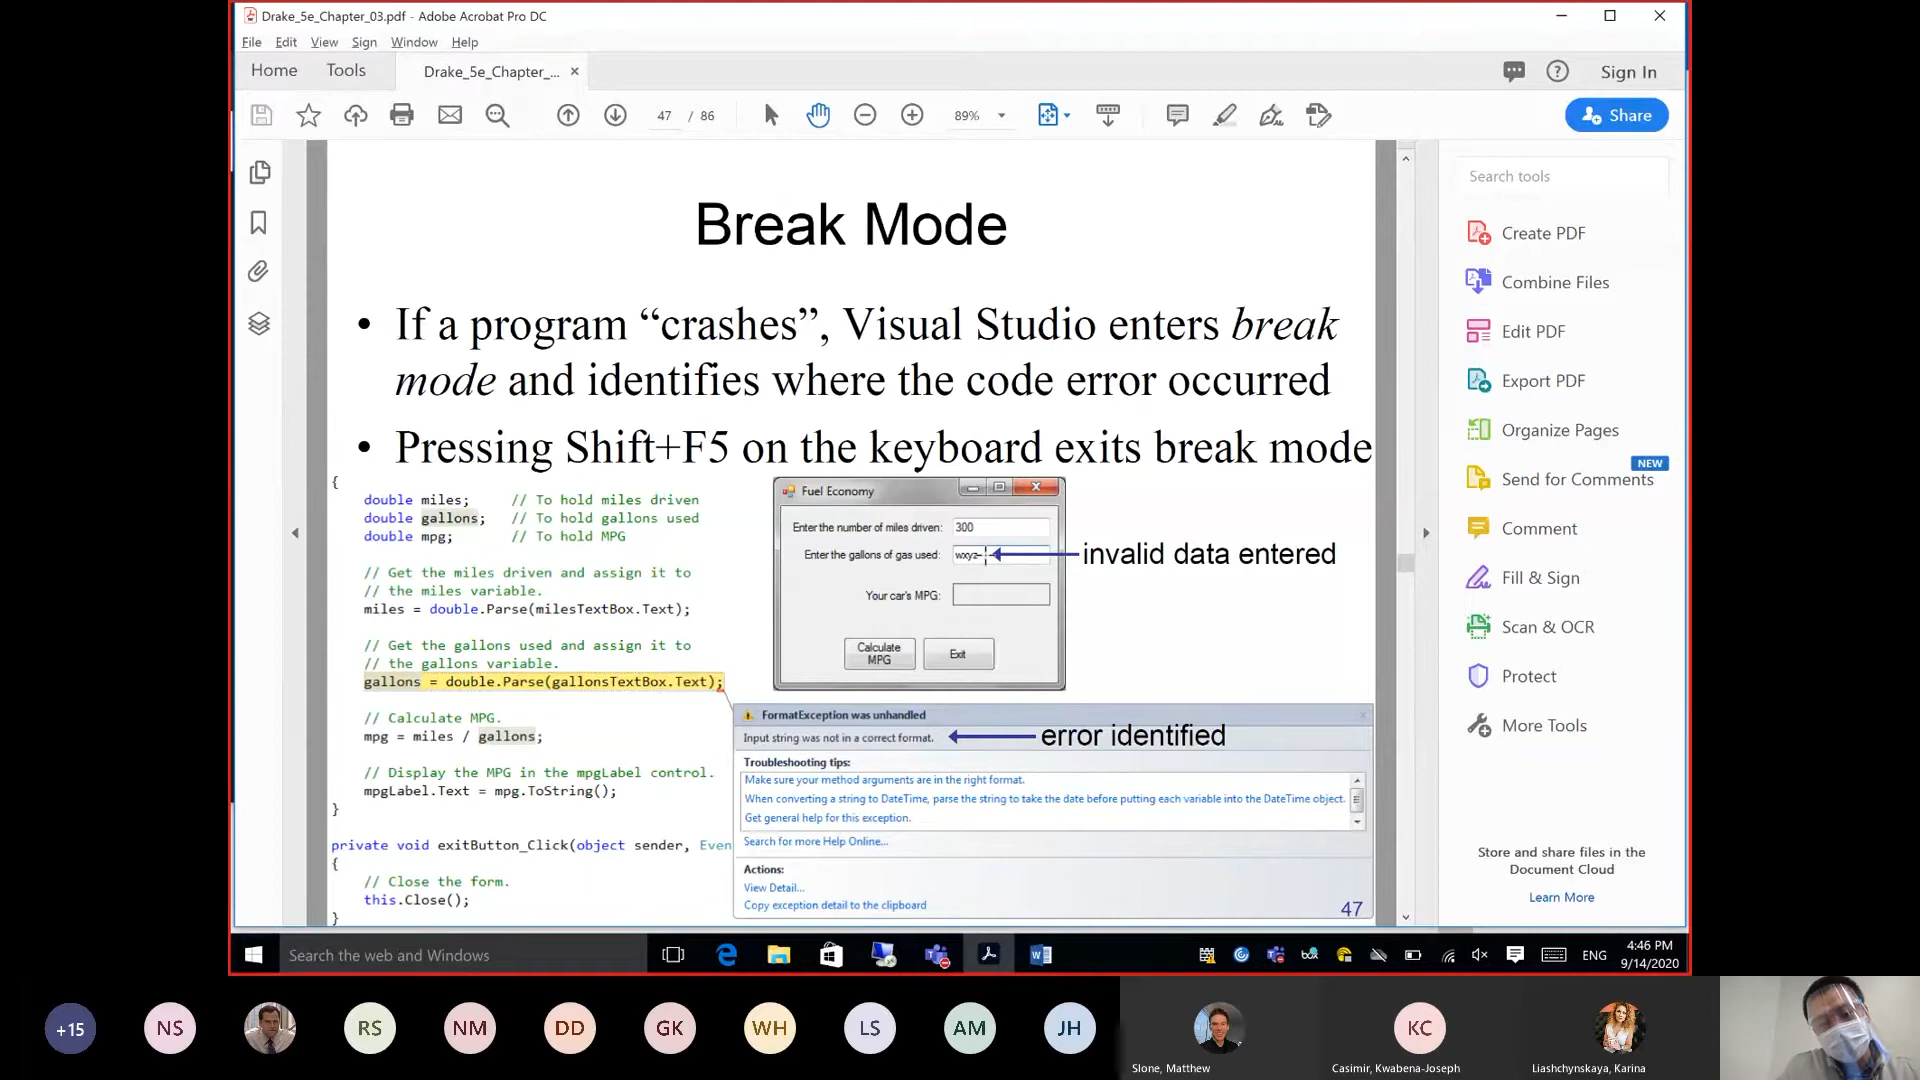 Drake_5e_Chapter_03.pdf - Adobe Acrobat Pro DC
File Edit View Sign Window Help
Home Tools Drake_5e_Chapter_... × Sign In
47 / 86 89% Share
Search tools
Create PDF
Combine Files
Edit PDF
Export PDF
Organize Pages
NEW
Send for Comments
Comment
Fill & Sign
Scan & OCR
Protect
More Tools
Store and share files in the
Document Cloud
Learn More
Break Mode
• If a program “crashes”, Visual Studio enters break
mode and identifies where the code error occurred
• Pressing Shift+F5 on the keyboard exits break mode
{
double miles; // To hold miles driven
double gallons; // To hold gallons used
double mpg; // To hold MPG
// Get the miles driven and assign it to
// the miles variable.
miles = double.Parse(milesTextBox.Text);
// Get the gallons used and assign it to
// the gallons variable.
gallons = double.Parse(gallonsTextBox.Text);
// Calculate MPG.
mpg = miles / gallons;
// Display the MPG in the mpgLabel control.
mpgLabel.Text = mpg.ToString();
}
private void exitButton_Click(object sender, Even
{
// Close the form.
this.Close();
}
Fuel Economy
Enter the number of miles driven: 300
Enter the gallons of gas used: wxyz
Your car's MPG:
Calculate
MPG
Exit
invalid data entered
FormatException was unhandled
Input string was not in a correct format.
error identified
Troubleshooting tips:
Make sure your method arguments are in the right format.
When converting a string to DateTime, parse the string to take the date before putting each variable into the DateTime object.
Get general help for this exception.
Search for more Help Online...
Actions:
View Detail...
Copy exception detail to the clipboard
47
Search the web and Windows
ENG
4:46 PM
9/14/2020
+15 NS RS NM DD GK WH LS AM JH KC
Slone, Matthew
Casimir, Kwabena-Joseph
Liashchynskaya, Karina